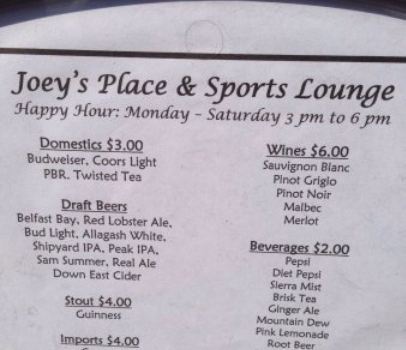 Joey's Place & Sports Lounge
Happy Hour: Monday - Saturday 3 pm to 6 pm
Domestics $3.00
Budweiser, Coors Light
PBR. Twisted Tea
Draft Beers
Belfast Bay, Red Lobster Ale,
Bud Light, Allagash White,
Shipyard IPA, Peak IPA,
Sam Summer, Real Ale
Down East Cider
Stout $4.00
Guinness
Imports $4.00
Wines $6.00
Sauvignon Blanc
Pinot Grigio
Pinot Noir
Malbec
Merlot
Beverages $2.00
Pepsi
Diet Pepsi
Sierra Mist
Brisk Tea
Ginger Ale
Mountain Dew
Pink Lemonade
Root Beer